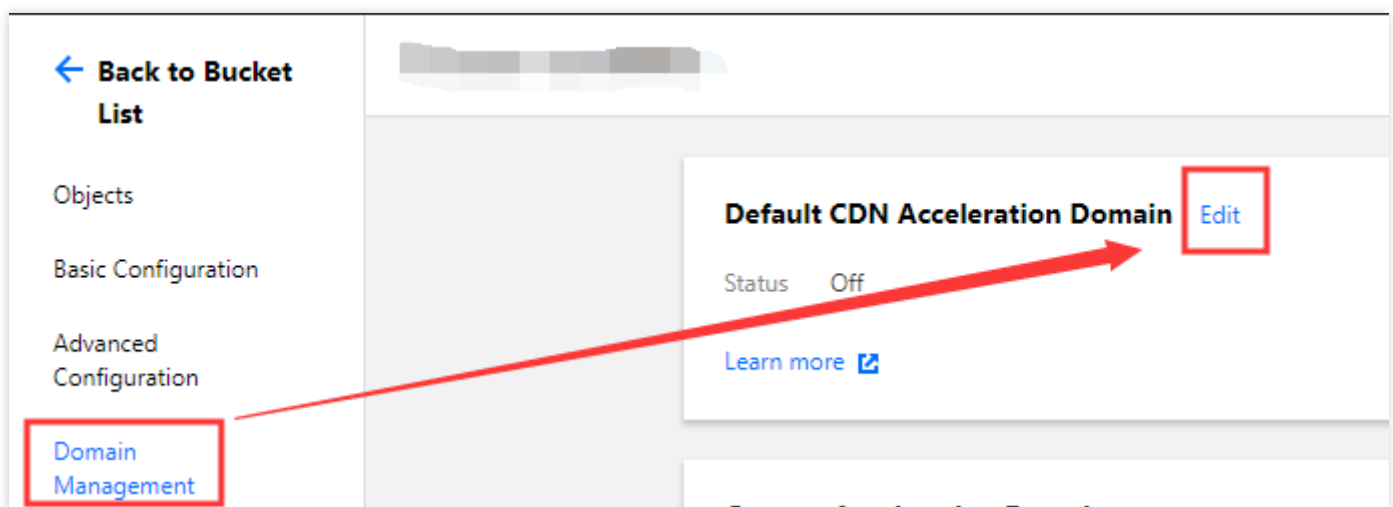 Back to Bucket
List
Objects
Basic Configuration
Advanced
Configuration
Domain
Management
Default CDN Acceleration Domain Edit
Status Off
Learn more